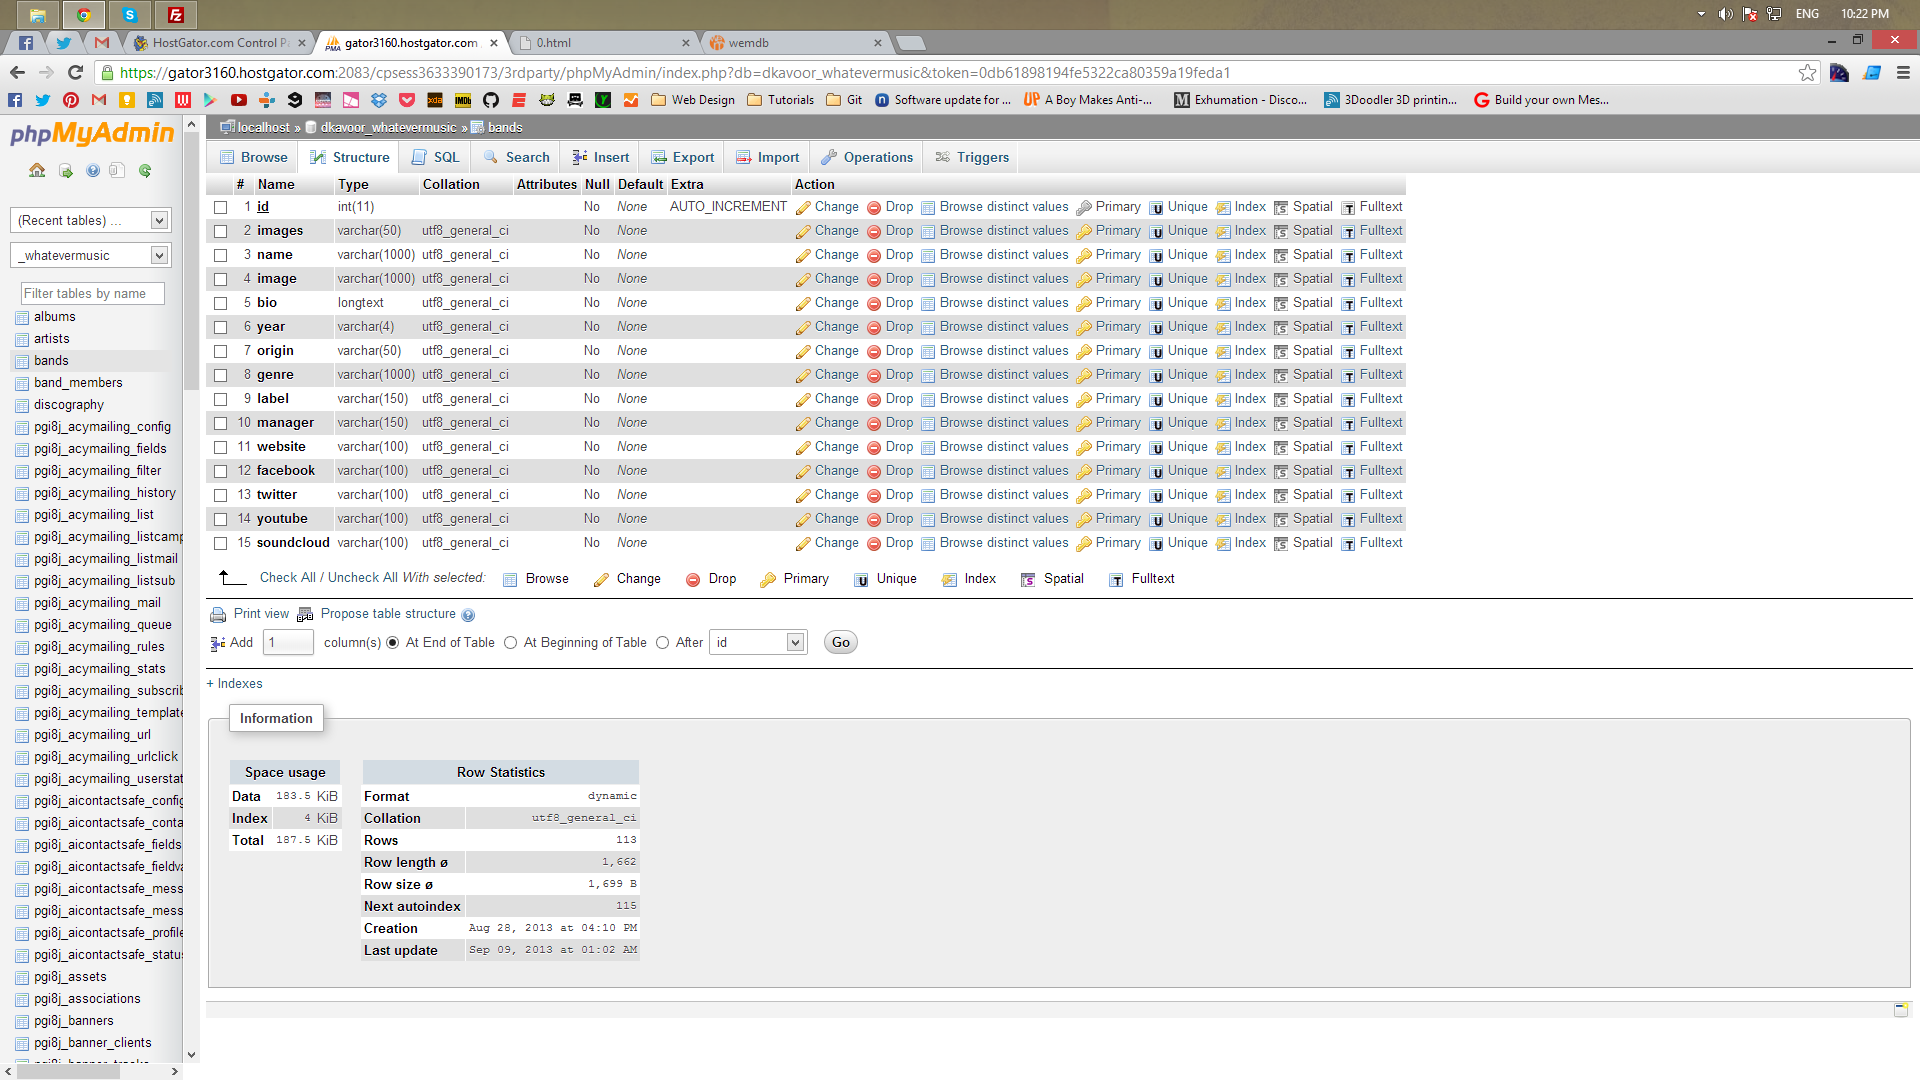 ENG 10:22 PM
HostGator.com Control Pa
gator3160.hostgator.com
0.html
wemdb
https://gator3160.hostgator.com:2083/cpsess3633390173/3rdparty/phpMyAdmin/index.php?db=dkavoor_whatevermusic&token=0db61898194fe5322ca80359a19feda1
Web Design Tutorials Git Software update for ... A Boy Makes Anti-... Exhumation - Disco... 3Doodler 3D printin... Build your own Mes...
phpMyAdmin
(Recent tables) ...
_whatevermusic
Filter tables by name
albums
artists
bands
band_members
discography
pgi8j_acymailing_config
pgi8j_acymailing_fields
pgi8j_acymailing_filter
pgi8j_acymailing_history
pgi8j_acymailing_list
pgi8j_acymailing_listcamp
pgi8j_acymailing_listmail
pgi8j_acymailing_listsub
pgi8j_acymailing_mail
pgi8j_acymailing_queue
pgi8j_acymailing_rules
pgi8j_acymailing_stats
pgi8j_acymailing_subscrib
pgi8j_acymailing_template
pgi8j_acymailing_url
pgi8j_acymailing_urlclick
pgi8j_acymailing_userstat
pgi8j_aicontactsafe_config
pgi8j_aicontactsafe_conta
pgi8j_aicontactsafe_fields
pgi8j_aicontactsafe_fieldva
pgi8j_aicontactsafe_mess
pgi8j_aicontactsafe_mess
pgi8j_aicontactsafe_profile
pgi8j_aicontactsafe_status
pgi8j_assets
pgi8j_associations
pgi8j_banners
pgi8j_banner_clients
localhost » dkavoor_whatevermusic » bands
Browse Structure SQL Search Insert Export Import Operations Triggers
# Name Type Collation Attributes Null Default Extra Action
1 id int(11) No None AUTO_INCREMENT Change Drop Browse distinct values Primary Unique Index Spatial Fulltext
2 images varchar(50) utf8_general_ci No None Change Drop Browse distinct values Primary Unique Index Spatial Fulltext
3 name varchar(1000) utf8_general_ci No None Change Drop Browse distinct values Primary Unique Index Spatial Fulltext
4 image varchar(1000) utf8_general_ci No None Change Drop Browse distinct values Primary Unique Index Spatial Fulltext
5 bio longtext utf8_general_ci No None Change Drop Browse distinct values Primary Unique Index Spatial Fulltext
6 year varchar(4) utf8_general_ci No None Change Drop Browse distinct values Primary Unique Index Spatial Fulltext
7 origin varchar(50) utf8_general_ci No None Change Drop Browse distinct values Primary Unique Index Spatial Fulltext
8 genre varchar(1000) utf8_general_ci No None Change Drop Browse distinct values Primary Unique Index Spatial Fulltext
9 label varchar(150) utf8_general_ci No None Change Drop Browse distinct values Primary Unique Index Spatial Fulltext
10 manager varchar(150) utf8_general_ci No None Change Drop Browse distinct values Primary Unique Index Spatial Fulltext
11 website varchar(100) utf8_general_ci No None Change Drop Browse distinct values Primary Unique Index Spatial Fulltext
12 facebook varchar(100) utf8_general_ci No None Change Drop Browse distinct values Primary Unique Index Spatial Fulltext
13 twitter varchar(100) utf8_general_ci No None Change Drop Browse distinct values Primary Unique Index Spatial Fulltext
14 youtube varchar(100) utf8_general_ci No None Change Drop Browse distinct values Primary Unique Index Spatial Fulltext
15 soundcloud varchar(100) utf8_general_ci No None Change Drop Browse distinct values Primary Unique Index Spatial Fulltext
Check All / Uncheck All With selected: Browse Change Drop Primary Unique Index Spatial Fulltext
Print view Propose table structure
Add 1 column(s) At End of Table At Beginning of Table After id Go
+ Indexes
Information
Space usage
Data 183.5 KiB
Index 4 KiB
Total 187.5 KiB
Row Statistics
Format dynamic
Collation utf8_general_ci
Rows 113
Row length ø 1,662
Row size ø 1,699 B
Next autoindex 115
Creation Aug 28, 2013 at 04:10 PM
Last update Sep 09, 2013 at 01:02 AM